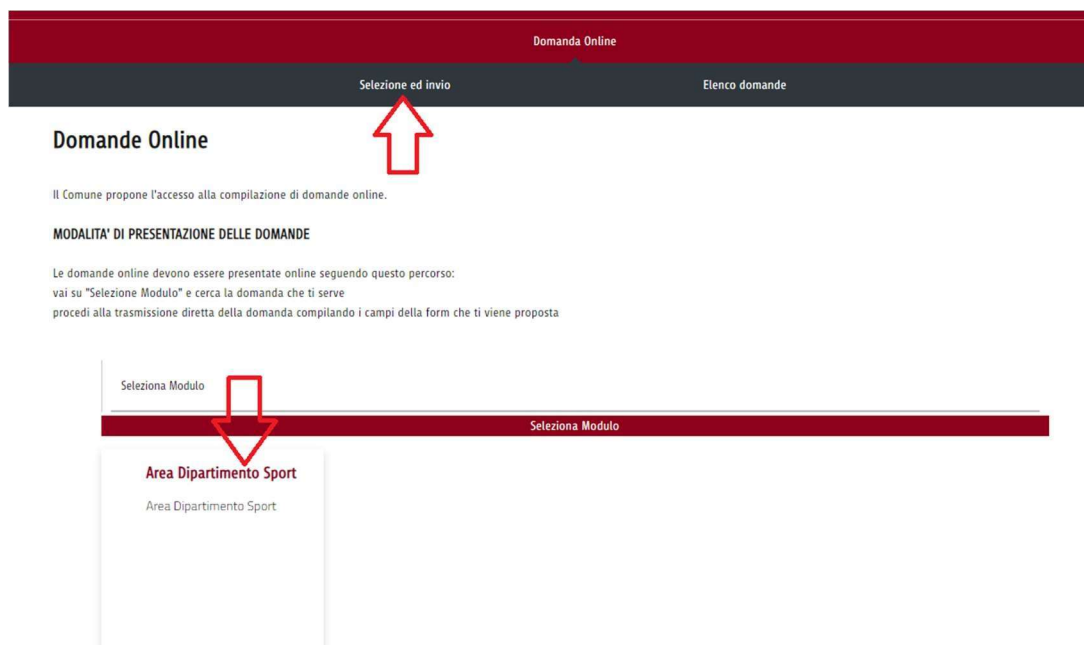 Domanda Online
Selezione ed invio
Elenco domande
Domande Online
Il Comune propone l'accesso alla compilazione di domande online.
MODALITA' DI PRESENTAZIONE DELLE DOMANDE
Le domande online devono essere presentate online seguendo questo percorso:
vai su "Selezione Modulo" e cerca la domanda che ti serve
procedi alla trasmissione diretta della domanda compilando i campi della form che ti viene proposta
Seleziona Modulo
Seleziona Modulo
Area Dipartimento Sport
Area Dipartimento Sport